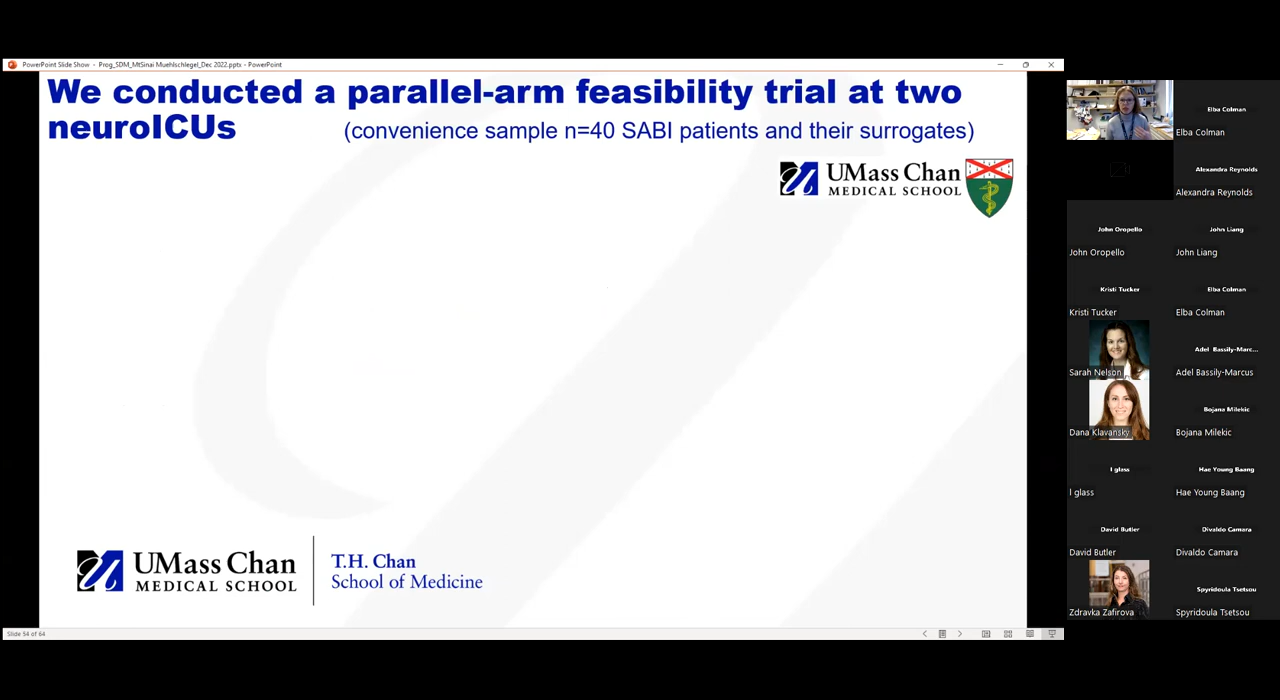 PowerPoint Slide Show - Prog_SDM_MtSinai Muehlschlegel_Dec 2022.pptx - PowerPoint
We conducted a parallel-arm feasibility trial at two
neuroICUs
(convenience sample n=40 SABI patients and their surrogates)
UMass Chan
MEDICAL SCHOOL
UMass Chan
MEDICAL SCHOOL
T.H. Chan
School of Medicine
Slide 54 of 64
Elba Colman
Elba Colman
Alexandra Reynolds
Alexandra Reynolds
John Oropello
John Oropello
John Liang
John Liang
Kristi Tucker
Kristi Tucker
Elba Colman
Elba Colman
Sarah Nelson
Adel Bassily-Marc...
Adel Bassily-Marcus
Dana Klavansky
Bojana Milekic
Bojana Milekic
l glass
l glass
Hae Young Baang
Hae Young Baang
David Butler
David Butler
Divaldo Camara
Divaldo Camara
Zdravka Zafirova
Spyridoula Tsetsou
Spyridoula Tsetsou